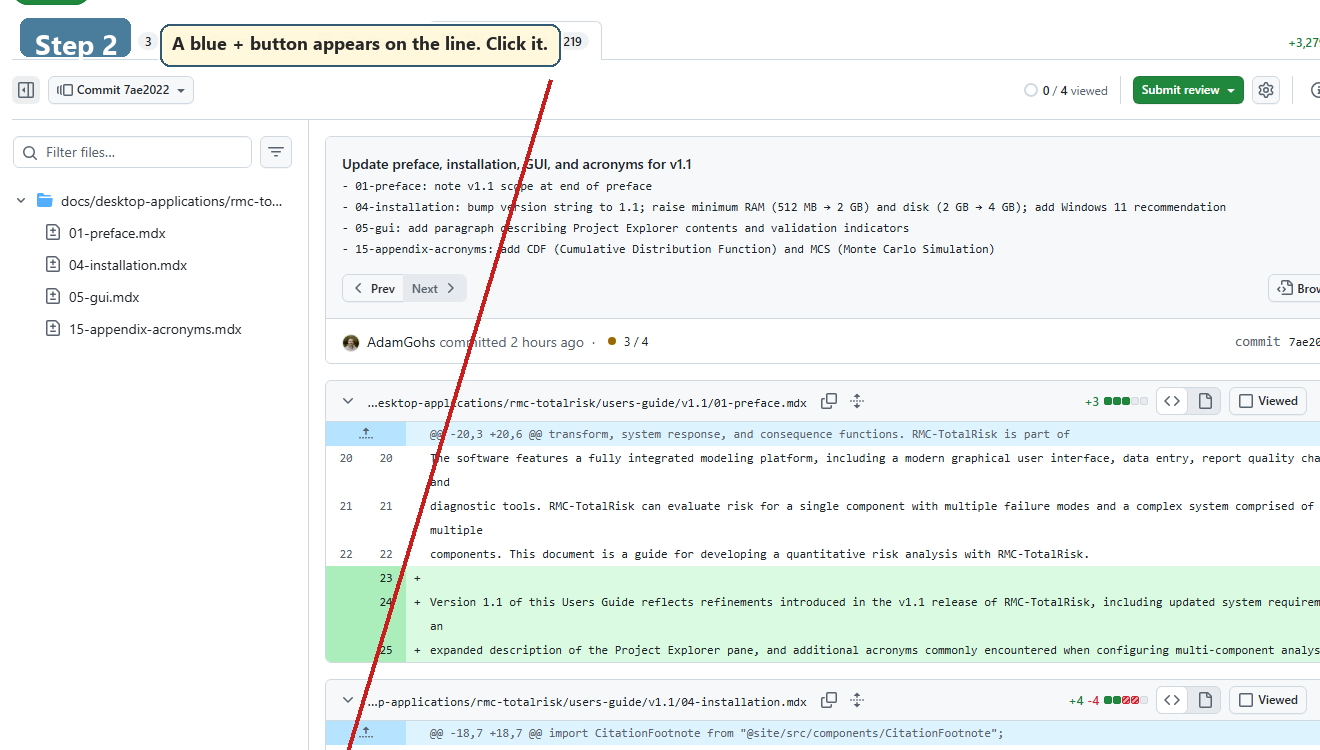 Step 2
3
A blue + button appears on the line. Click it.
219
Commit 7ae2022
0 / 4 viewed
Submit review
Filter files...
docs/desktop-applications/rmc-to...
01-preface.mdx
04-installation.mdx
05-gui.mdx
15-appendix-acronyms.mdx
Update preface, installation, GUI, and acronyms for v1.1
- 01-preface: note v1.1 scope at end of preface
- 04-installation: bump version string to 1.1; raise minimum RAM (512 MB → 2 GB) and disk (2 GB → 4 GB); add Windows 11 recommendation
- 05-gui: add paragraph describing Project Explorer contents and validation indicators
- 15-appendix-acronyms: add CDF (Cumulative Distribution Function) and MCS (Monte Carlo Simulation)
Prev Next
AdamGohs committed 2 hours ago · 3 / 4
commit
...esktop-applications/rmc-totalrisk/users-guide/v1.1/01-preface.mdx
+3
Viewed
@@ -20,3 +20,6 @@ transform, system response, and consequence functions. RMC-TotalRisk is part of
20 20 The software features a fully integrated modeling platform, including a modern graphical user interface, data entry, report quality
and
21 21 diagnostic tools. RMC-TotalRisk can evaluate risk for a single component with multiple failure modes and a complex system comprised of
multiple
22 22 components. This document is a guide for developing a quantitative risk analysis with RMC-TotalRisk.
23 +
24 + Version 1.1 of this Users Guide reflects refinements introduced in the v1.1 release of RMC-TotalRisk, including updated system
an
25 + expanded description of the Project Explorer pane, and additional acronyms commonly encountered when configuring multi-component
...p-applications/rmc-totalrisk/users-guide/v1.1/04-installation.mdx
+4 -4
Viewed
@@ -18,7 +18,7 @@ import CitationFootnote from "@site/src/components/CitationFootnote";